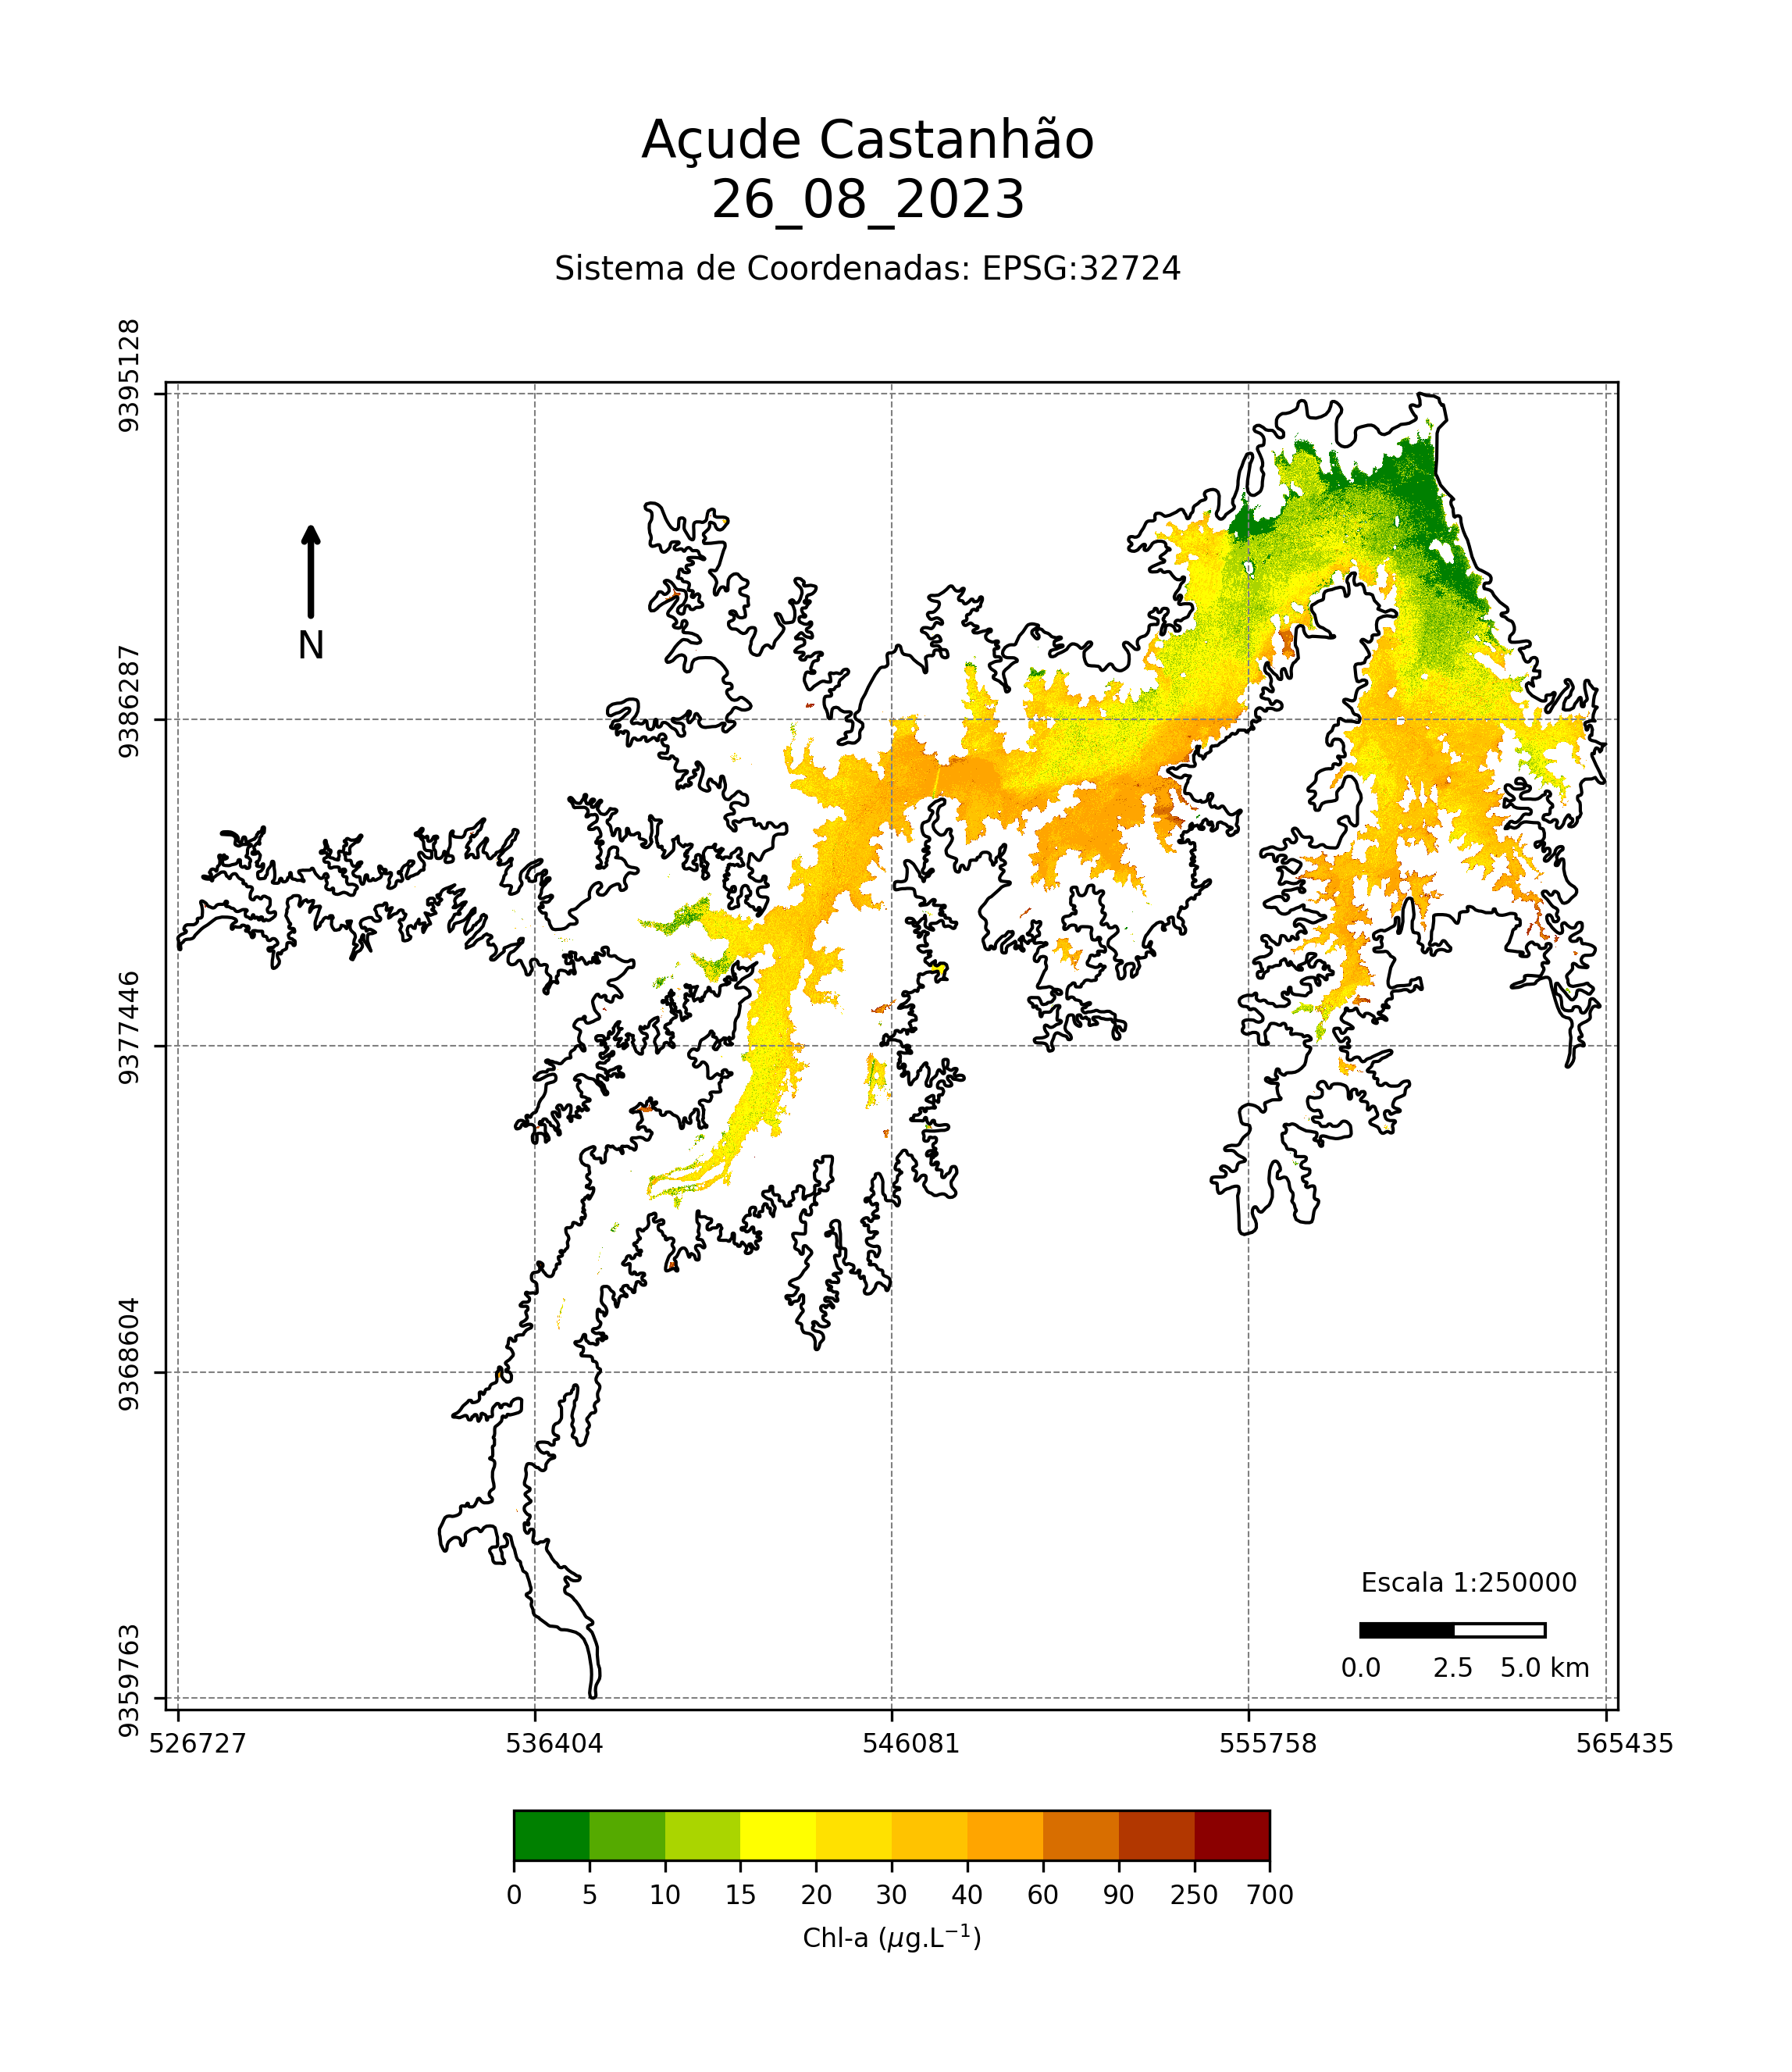 Açude Castanhão
26_08_2023
Sistema de Coordenadas: EPSG:32724
9395128
9386287
9377446
9368604
9359763
N
Escala 1:250000
0.0 2.5 5.0 km
526727 536404 546081 555758 565435
0 5 10 15 20 30 40 60 90 250 700
Chl-a (μg.L⁻¹)